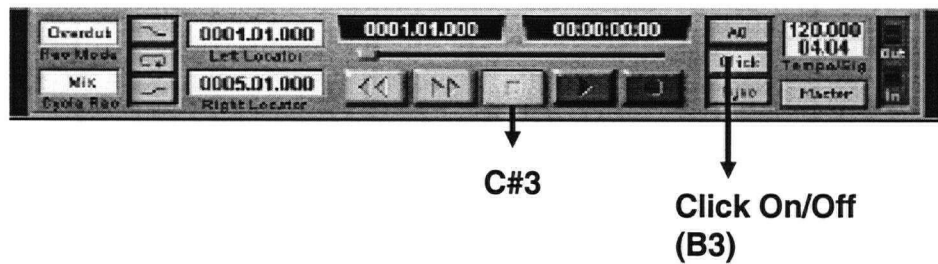 Overdub
Rec Mode
Mix
Cycle Rec
0001.01.000
Left Locator
0005.01.000
Right Locator
0001.01.000
00:00:00:00
AQ
Click
Sync
120.000
04.04
Tempo/Sig
Master
Out
In
C#3
Click On/Off
(B3)